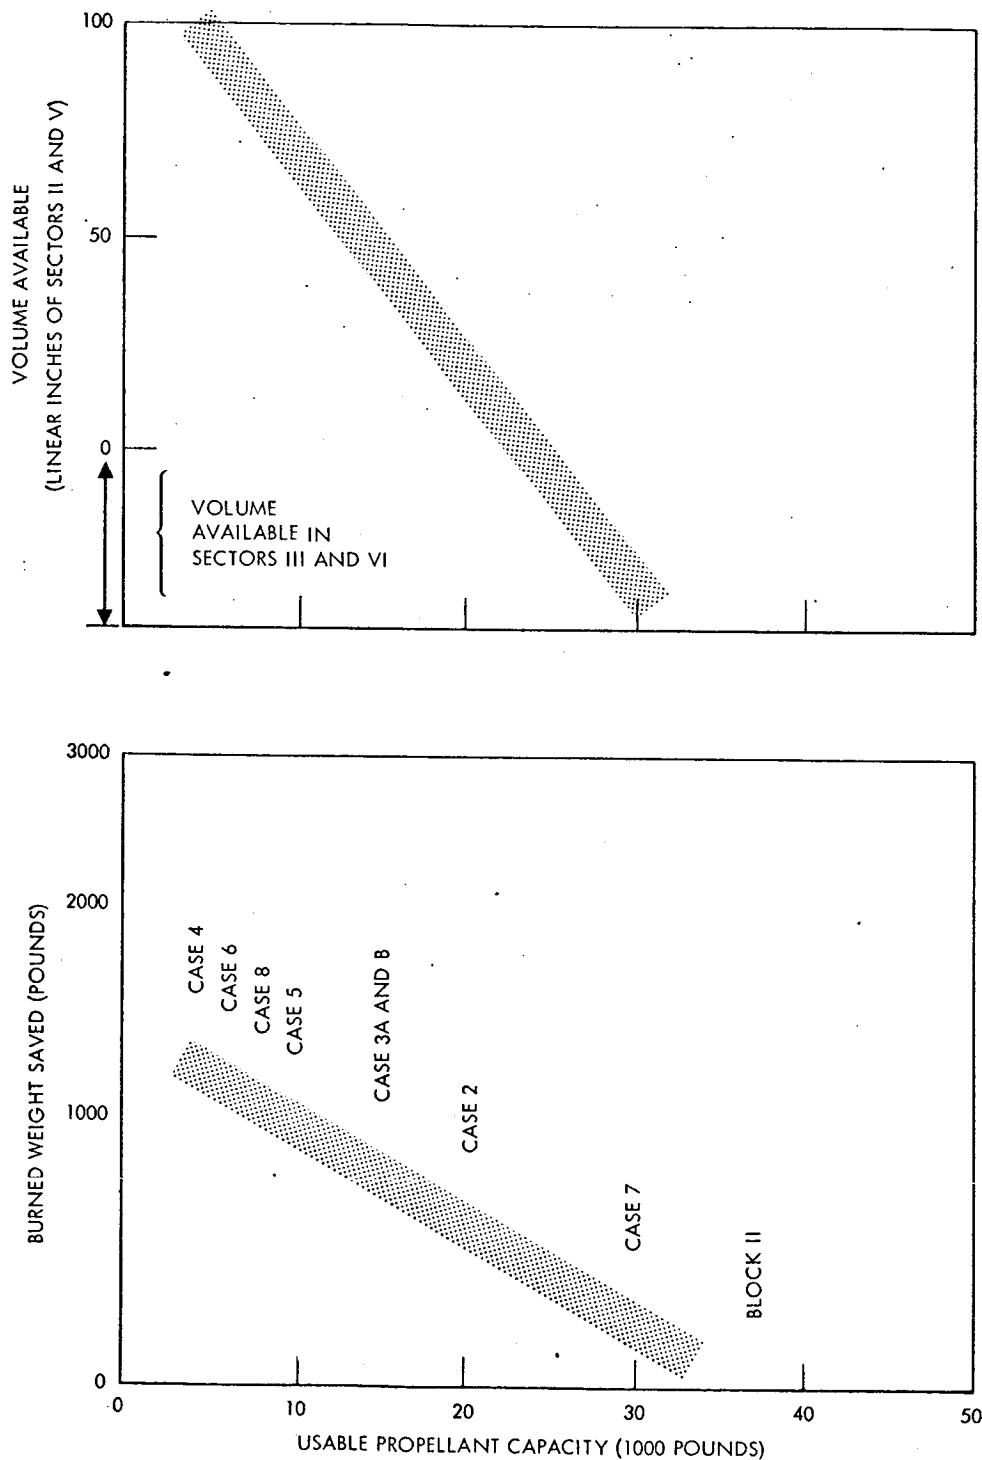 100
50
0
VOLUME AVAILABLE
(LINEAR INCHES OF SECTORS II AND V)
VOLUME
AVAILABLE IN
SECTORS III AND VI
3000
2000
1000
0
BURNED WEIGHT SAVED (POUNDS)
CASE 4
CASE 6
CASE 8
CASE 5
CASE 3A AND B
CASE 2
CASE 7
BLOCK II
0 10 20 30 40 50
USABLE PROPELLANT CAPACITY (1000 POUNDS)